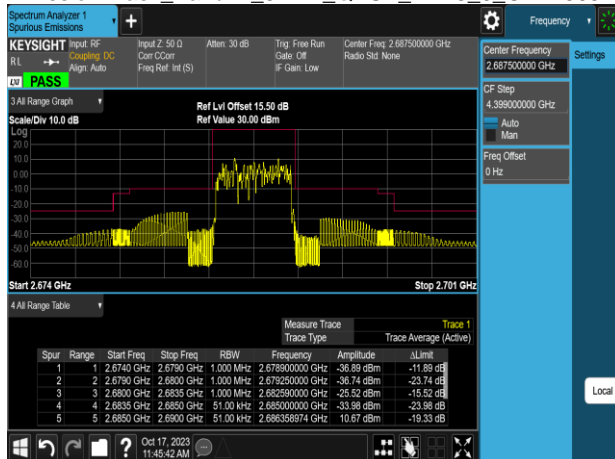 Spectrum Analyzer 1
Spurious Emissions
Frequency
KEYSIGHT
Input: RF
Coupling: DC
Align: Auto
Input Z: 50 Ω
Corr CCorr
Freq Ref: Int (S)
Atten: 30 dB
Trig: Free Run
Gate: Off
IF Gain: Low
Center Freq: 2.687500000 GHz
Radio Std: None
RL
LXI PASS
Center Frequency
2.687500000 GHz
Settings
CF Step
4.399000000 GHz
Auto
Man
Freq Offset
0 Hz
3 All Range Graph
Scale/Div 10.0 dB
Ref Lvl Offset 15.50 dB
Ref Value 30.00 dBm
Log
20.0
10.0
0.00
-10.0
-20.0
-30.0
-40.0
-50.0
-60.0
Start 2.674 GHz
Stop 2.701 GHz
4 All Range Table
Measure Trace Trace 1
Trace Type Trace Average (Active)
Spur Range Start Freq Stop Freq RBW Frequency Amplitude ΔLimit
1 1 2.6740 GHz 2.6790 GHz 1.000 MHz 2.678900000 GHz -36.89 dBm -11.89 dB
2 2 2.6790 GHz 2.6800 GHz 1.000 MHz 2.679250000 GHz -36.74 dBm -23.74 dB
3 3 2.6800 GHz 2.6835 GHz 1.000 MHz 2.682590000 GHz -25.52 dBm -15.52 dB
4 4 2.6835 GHz 2.6850 GHz 51.00 kHz 2.685000000 GHz -33.98 dBm -23.98 dB
5 5 2.6850 GHz 2.6900 GHz 51.00 kHz 2.686358974 GHz 10.67 dBm -19.33 dB
Local
?
Oct 17, 2023
11:45:42 AM